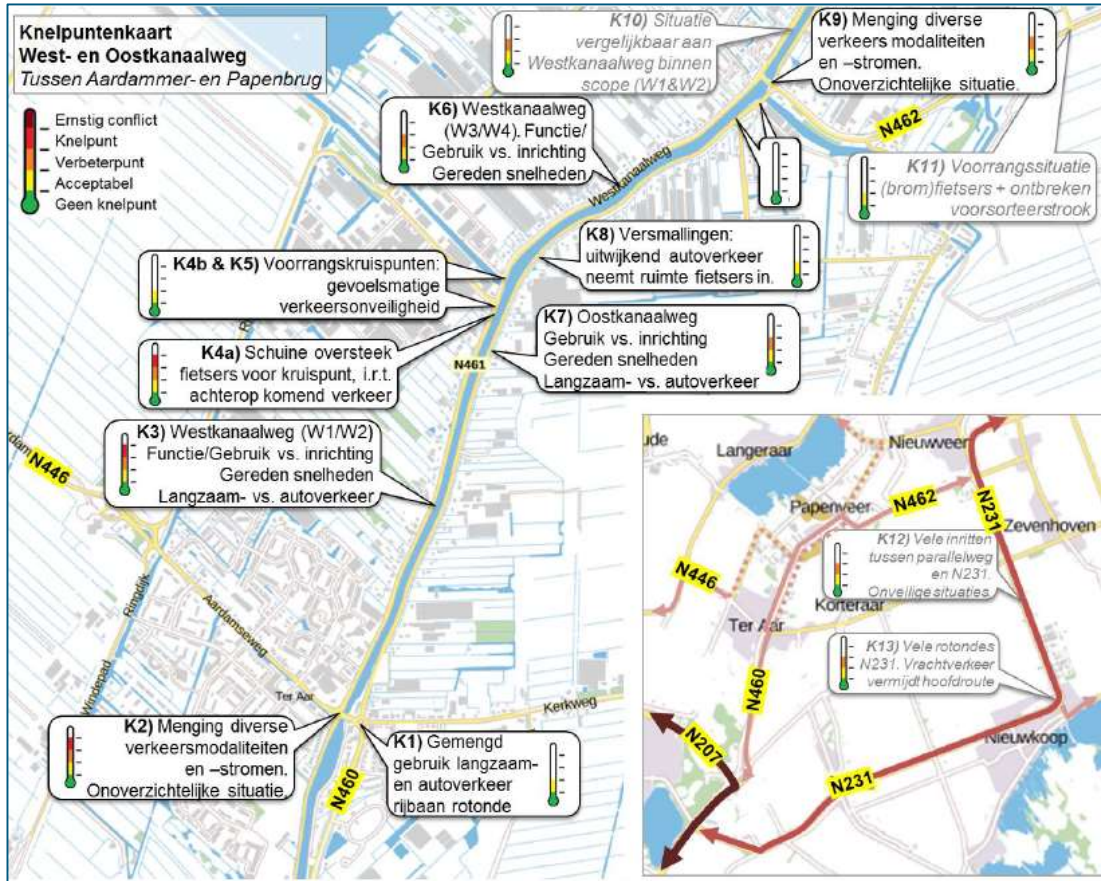 Knelpuntenkaart
West- en Oostkanaalweg
Tussen Aardammer- en Papenbrug
Ernstig conflict
Knelpunt
Verbeterpunt
Acceptabel
Geen knelpunt
K10) Situatie
vergelijkbaar aan
Westkanaalweg binnen
scope (W1&W2)
K9) Menging diverse
verkeers modaliteiten
en –stromen.
Onoverzichtelijke situatie.
K6) Westkanaalweg
(W3/W4). Functie/
Gebruik vs. inrichting
Gereden snelheden
Westkanaalweg
N462
K11) Voorrangssituatie
(brom)fietsers + ontbreken
voorsorteerstrook
K4b & K5) Voorrangskruispunten:
gevoelsmatige
verkeersonveiligheid
K8) Versmallingen:
uitwijkend autoverkeer
neemt ruimte fietsers in.
K4a) Schuine oversteek
fietsers voor kruispunt, i.r.t.
achterop komend verkeer
N461
K7) Oostkanaalweg
Gebruik vs. inrichting
Gereden snelheden
Langzaam- vs. autoverkeer
K3) Westkanaalweg (W1/W2)
Functie/Gebruik vs. inrichting
Gereden snelheden
Langzaam- vs. autoverkeer
N446
Ringdijk
Aardamseweg
Windepad
Ter Aar
Kerkweg
K2) Menging diverse
verkeersmodaliteiten
en –stromen.
Onoverzichtelijke situatie.
N460
K1) Gemengd
gebruik langzaam-
en autoverkeer
rijbaan rotonde
ude
Langeraar
Nieuwveen
Papenveer
N462
N231
Zevenhoven
K12) Vele inritten
tussen parallelweg
en N231.
Onveilige situaties.
N446
Korteraar
Ter Aar
K13) Vele rotondes
N231. Vrachtverkeer
vermijdt hoofdroute
N460
N207
Nieuwkoop
N231